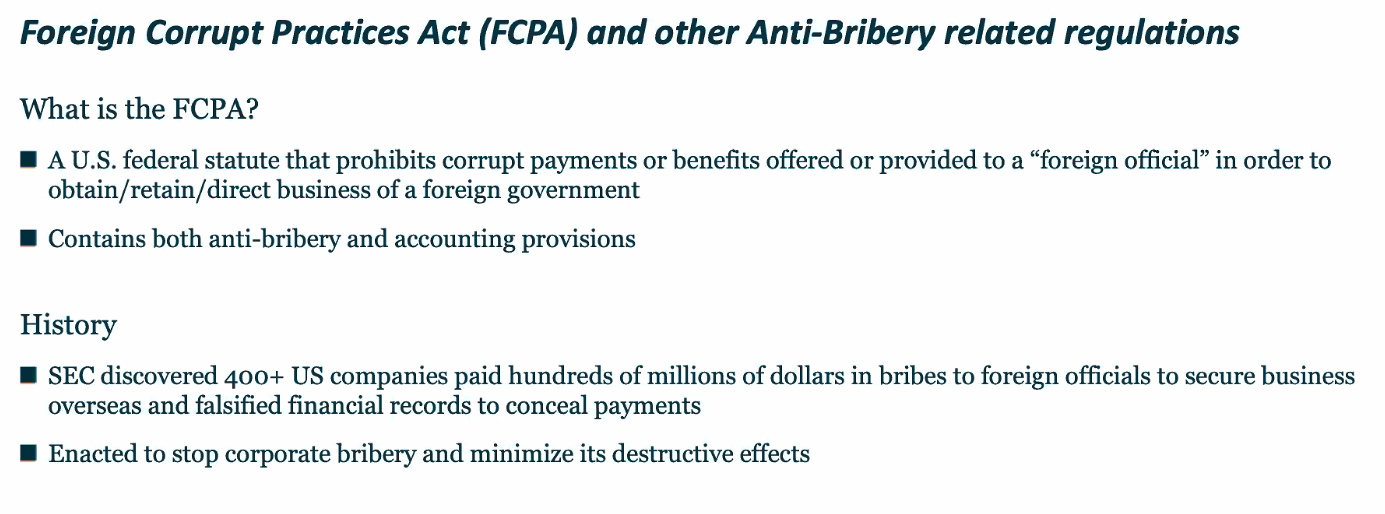 Foreign Corrupt Practices Act (FCPA) and other Anti-Bribery related regulations
What is the FCPA?
■ A U.S. federal statute that prohibits corrupt payments or benefits offered or provided to a “foreign official” in order to
obtain/retain/direct business of a foreign government
■ Contains both anti-bribery and accounting provisions
History
■ SEC discovered 400+ US companies paid hundreds of millions of dollars in bribes to foreign officials to secure business
overseas and falsified financial records to conceal payments
■ Enacted to stop corporate bribery and minimize its destructive effects